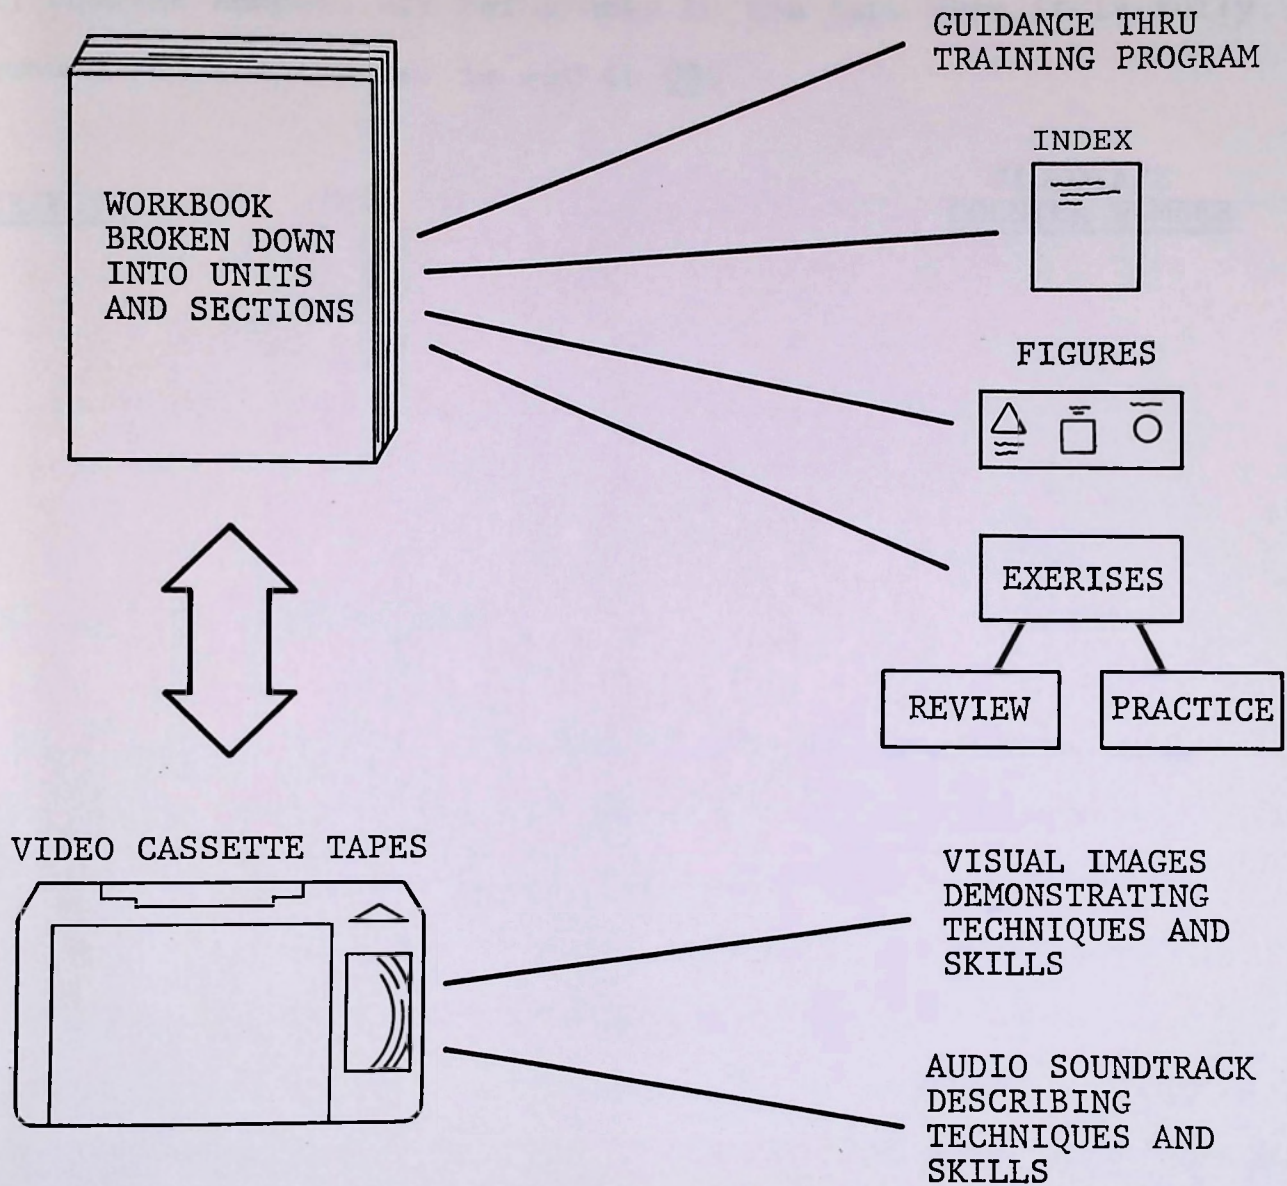 GUIDANCE THRU
TRAINING PROGRAM
INDEX
WORKBOOK
BROKEN DOWN
INTO UNITS
AND SECTIONS
FIGURES
EXERISES
REVIEW
PRACTICE
VIDEO CASSETTE TAPES
VISUAL IMAGES
DEMONSTRATING
TECHNIQUES AND
SKILLS
AUDIO SOUNDTRACK
DESCRIBING
TECHNIQUES AND
SKILLS